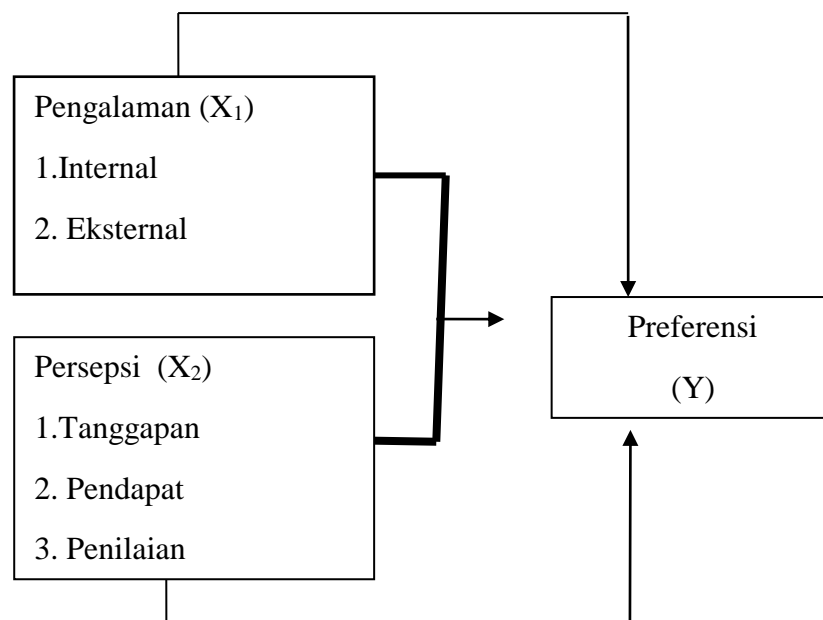 Pengalaman (X₁)
1.Internal
2. Eksternal
Persepsi (X₂)
1.Tanggapan
2. Pendapat
3. Penilaian
Preferensi
(Y)